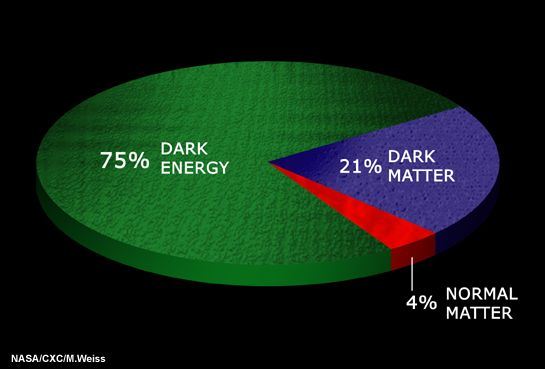 75% DARK
ENERGY
21% DARK
MATTER
4% NORMAL
MATTER
NASA/CXC/M.Weiss